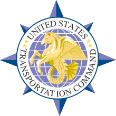 UNITED STATES
TRANSPORTATION COMMAND